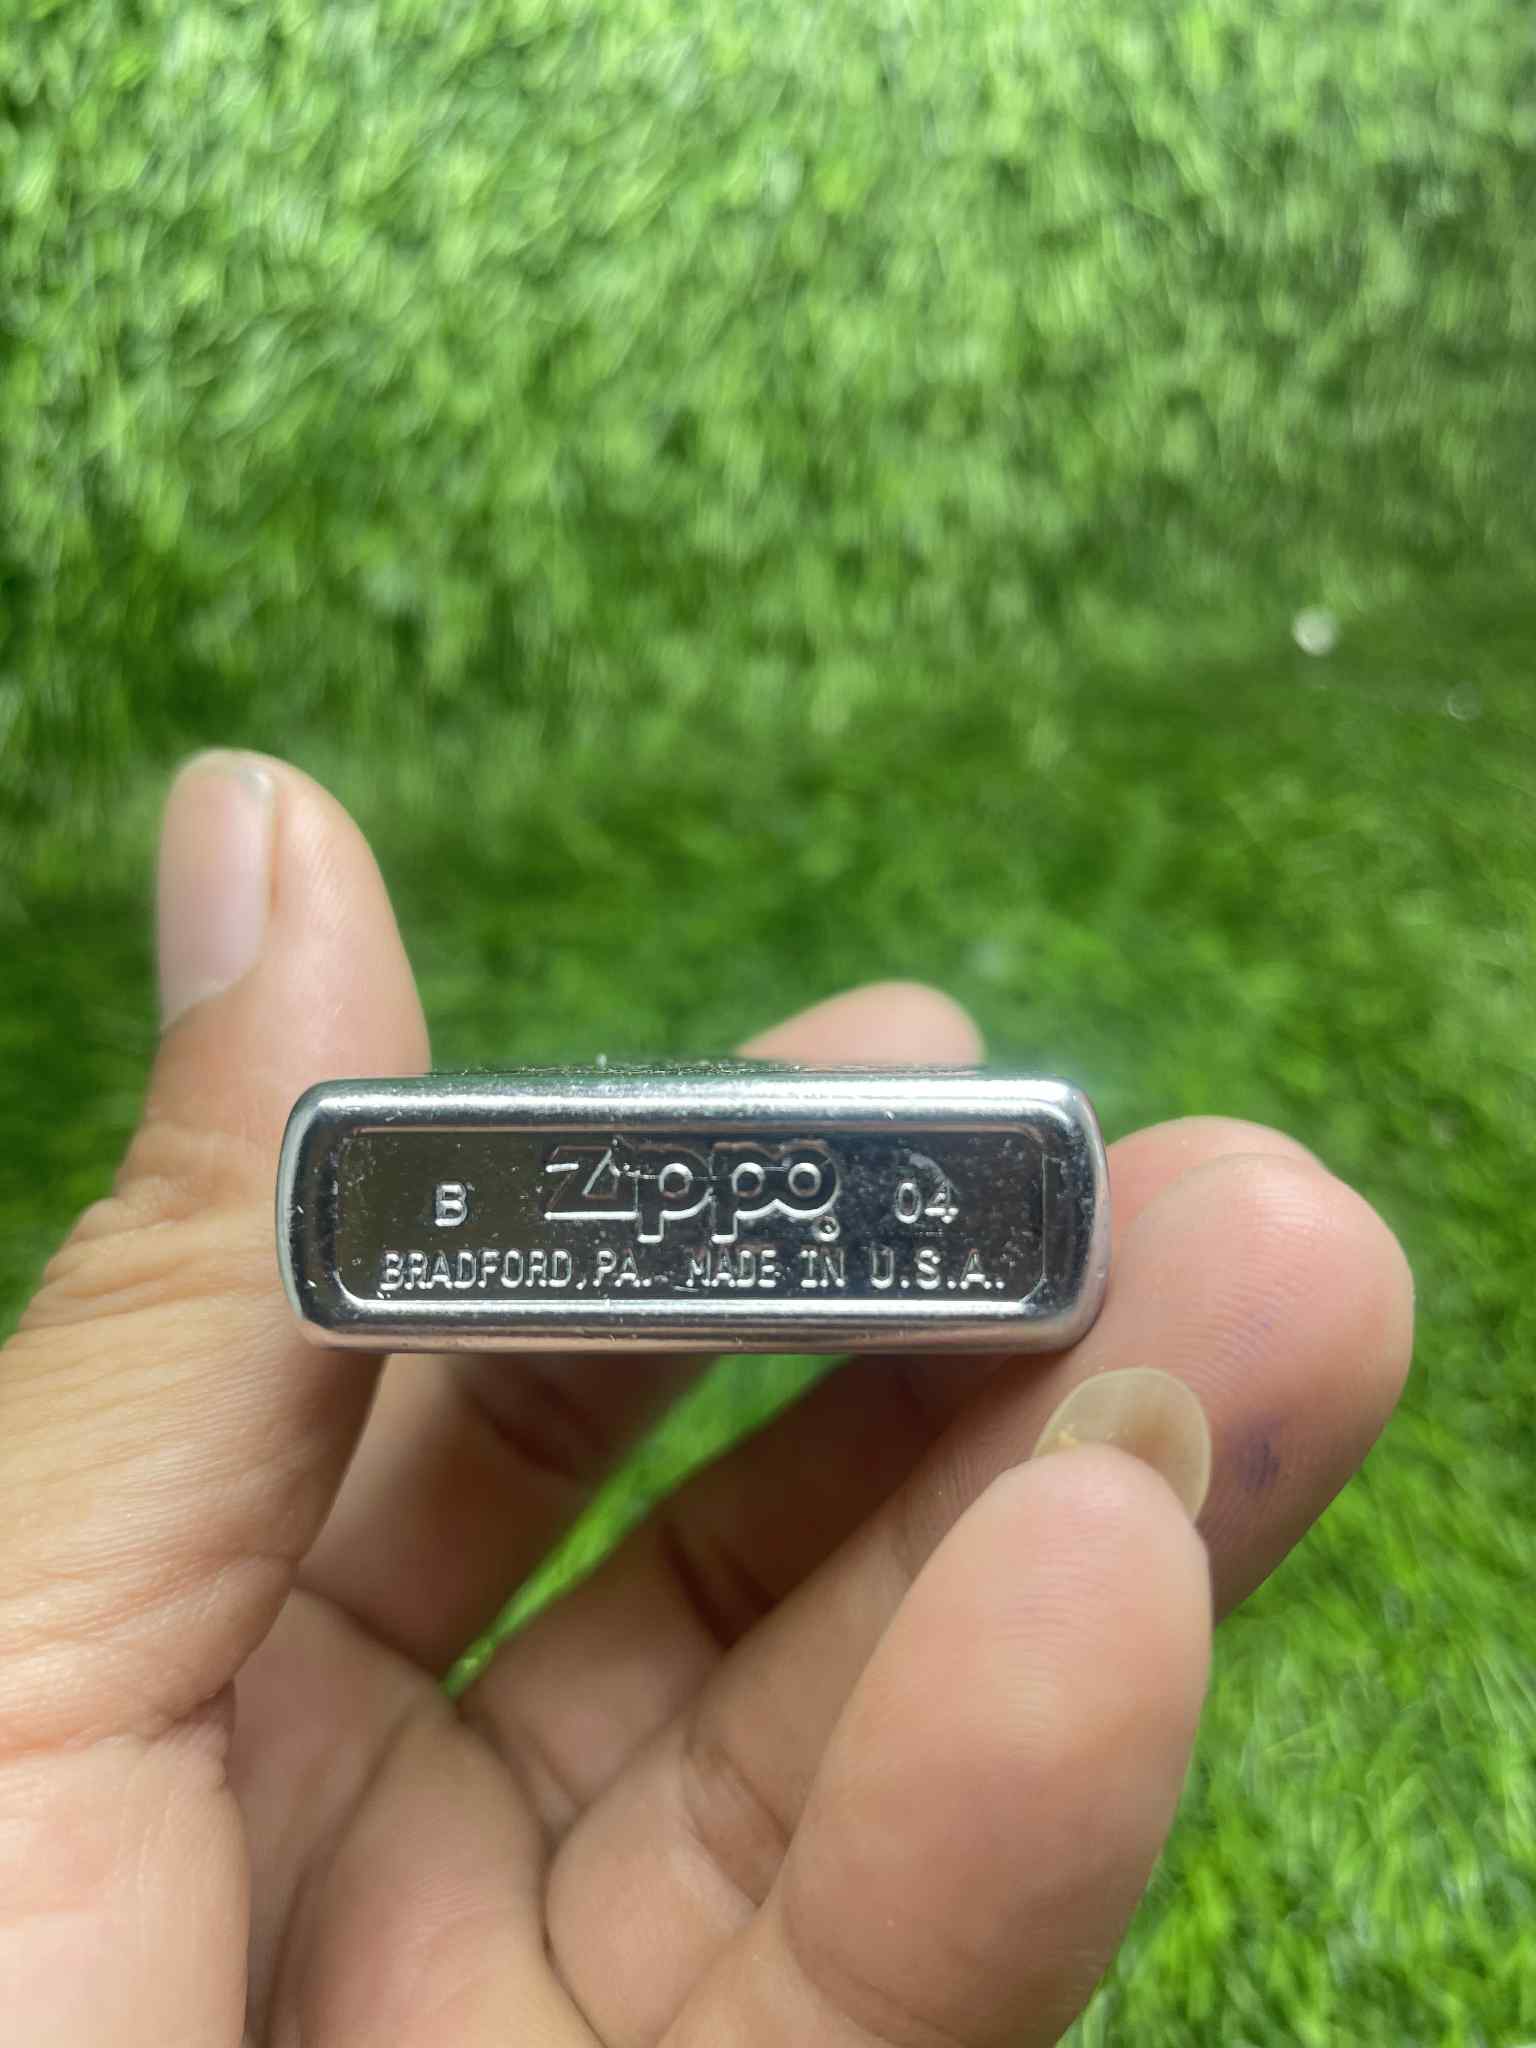 B Zippo ® 04
BRADFORD, PA. MADE IN U.S.A.